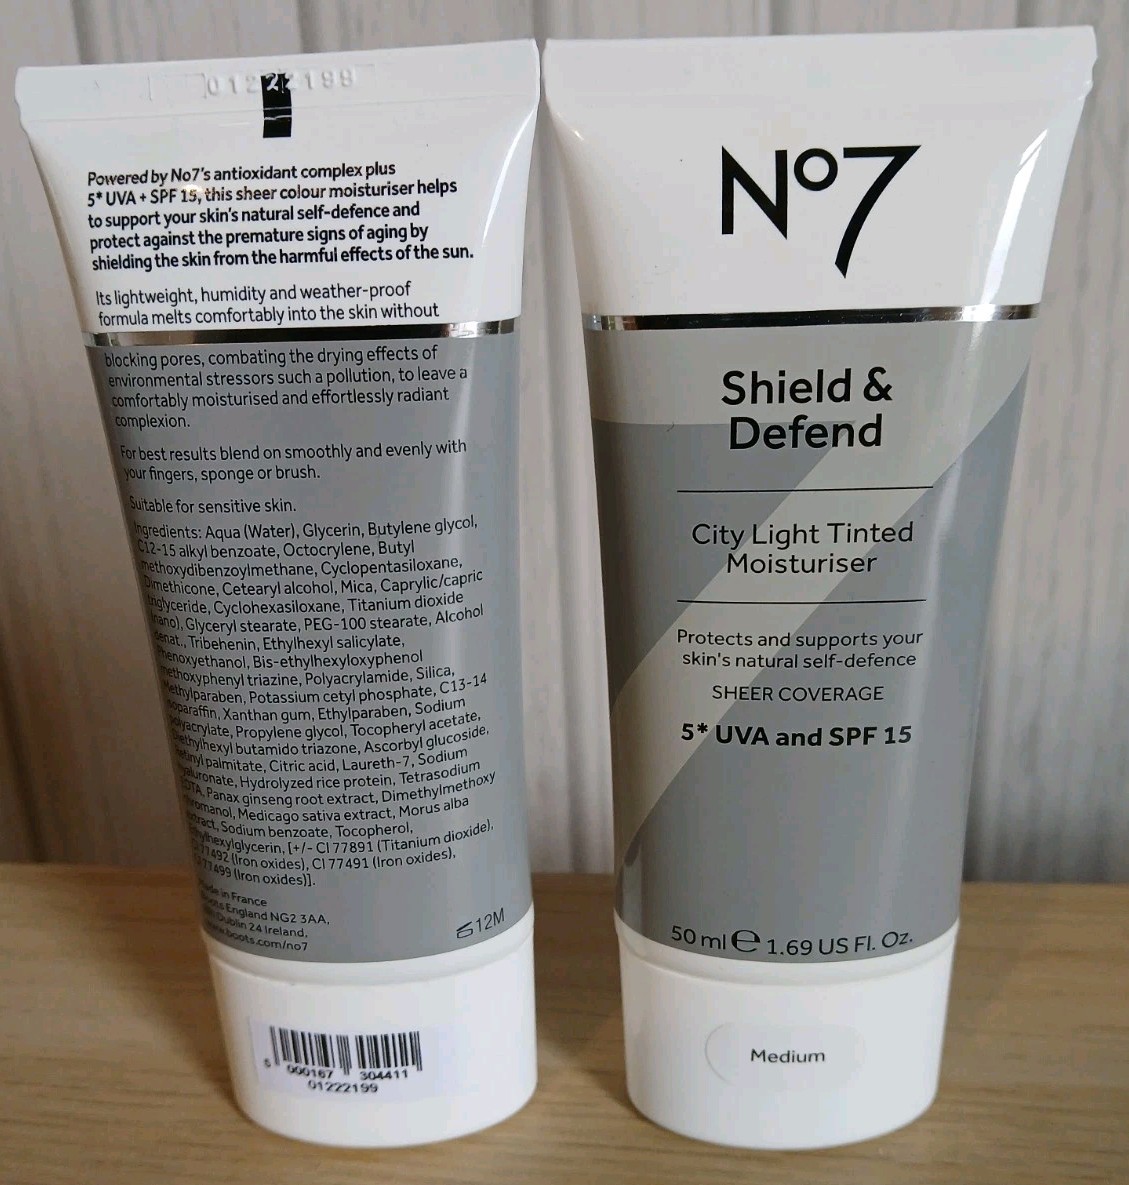 01222199
Powered by No7's antioxidant complex plus
5* UVA + SPF 15, this sheer colour moisturiser helps
to support your skin's natural self-defence and
protect against the premature signs of aging by
shielding the skin from the harmful effects of the sun.
Its lightweight, humidity and weather-proof
formula melts comfortably into the skin without
blocking pores, combating the drying effects of
environmental stressors such a pollution, to leave a
comfortably moisturised and effortlessly radiant
complexion.
For best results blend on smoothly and evenly with
your fingers, sponge or brush.
Suitable for sensitive skin.
Ingredients: Aqua (Water), Glycerin, Butylene glycol,
C12-15 alkyl benzoate, Octocrylene, Butyl
methoxydibenzoylmethane, Cyclopentasiloxane,
Dimethicone, Cetearyl alcohol, Mica, Caprylic/capric
triglyceride, Cyclohexasiloxane, Titanium dioxide
(nano), Glyceryl stearate, PEG-100 stearate, Alcohol
denat., Tribehenin, Ethylhexyl salicylate,
Phenoxyethanol, Bis-ethylhexyloxyphenol
methoxyphenyl triazine, Polyacrylamide, Silica,
Methylparaben, Potassium cetyl phosphate, C13-14
isoparaffin, Xanthan gum, Ethylparaben, Sodium
polyacrylate, Propylene glycol, Tocopheryl acetate,
Diethylhexyl butamido triazone, Ascorbyl glucoside,
Retinyl palmitate, Citric acid, Laureth-7, Sodium
hyaluronate, Hydrolyzed rice protein, Tetrasodium
EDTA, Panax ginseng root extract, Dimethylmethoxy
chromanol, Medicago sativa extract, Morus alba
extract, Sodium benzoate, Tocopherol,
Ethylhexylglycerin, [+/- CI 77891 (Titanium dioxide),
CI 77492 (Iron oxides), CI 77491 (Iron oxides),
CI 77499 (Iron oxides)].
Made in France
Boots England NG2 3AA,
Dublin 24 Ireland,
www.boots.com/no7
12M
5 000167 304411
01222199
No7
Shield &
Defend
City Light Tinted
Moisturiser
Protects and supports your
skin's natural self-defence
SHEER COVERAGE
5* UVA and SPF 15
50 ml e 1.69 US Fl. Oz.
Medium